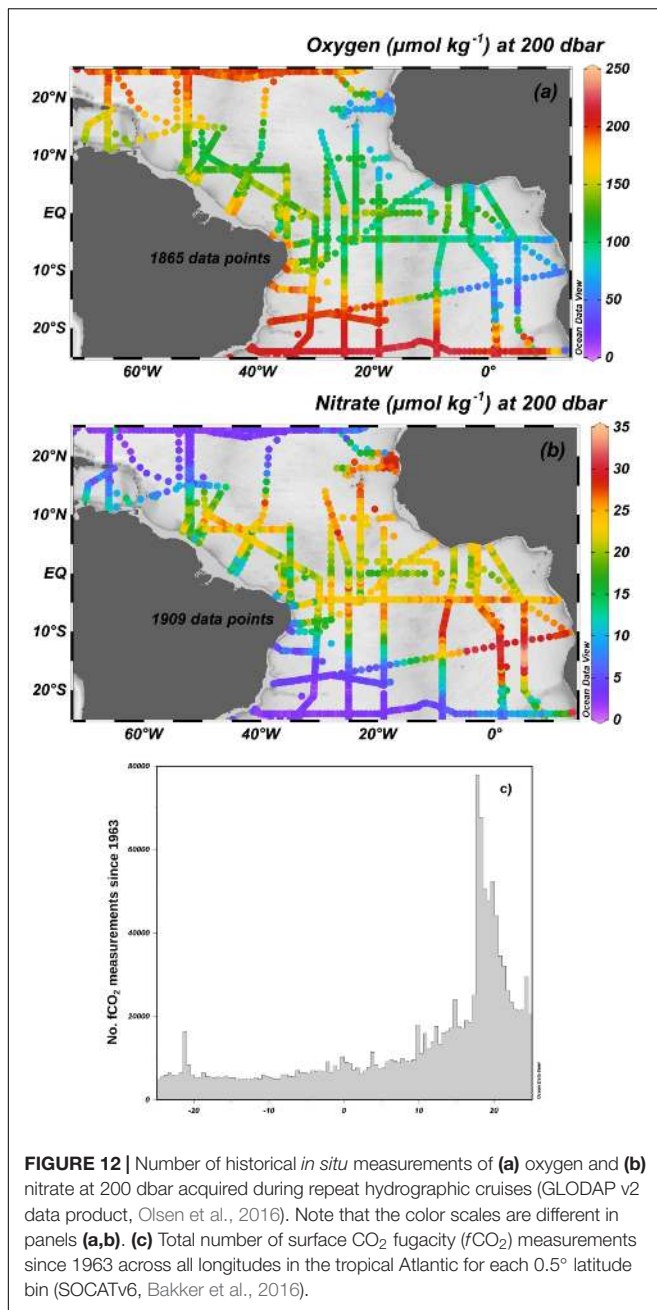 Oxygen (µmol kg⁻¹) at 200 dbar
(a)
250
20°N
200
10°N
150
EQ
1865 data points
100
10°S
50
20°S
Ocean Data View
0
60°W 40°W 20°W 0°
Nitrate (µmol kg⁻¹) at 200 dbar
(b)
35
20°N
30
25
10°N
20
EQ
15
1909 data points
10°S
10
5
20°S
Ocean Data View
0
60°W 40°W 20°W 0°
80000
c)
60000
No. fCO₂ measurements since 1963
40000
20000
Ocean Data View
0
-20 -10 0 10 20
FIGURE 12 | Number of historical in situ measurements of (a) oxygen and (b)
nitrate at 200 dbar acquired during repeat hydrographic cruises (GLODAP v2
data product, Olsen et al., 2016). Note that the color scales are different in
panels (a,b). (c) Total number of surface CO₂ fugacity (fCO₂) measurements
since 1963 across all longitudes in the tropical Atlantic for each 0.5° latitude
bin (SOCATv6, Bakker et al., 2016).